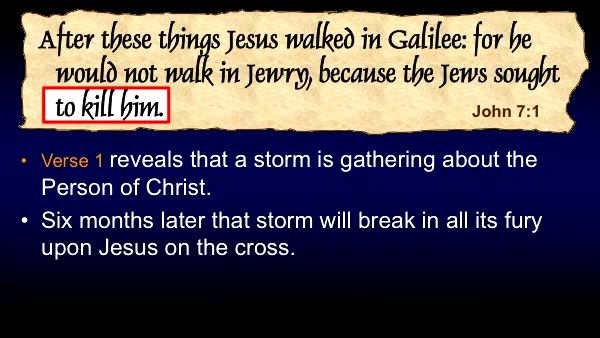 After these things Jesus walked in Galilee: for he
would not walk in Jewry, because the Jews sought
to kill him.
John 7:1
• Verse 1 reveals that a storm is gathering about the
Person of Christ.
• Six months later that storm will break in all its fury
upon Jesus on the cross.